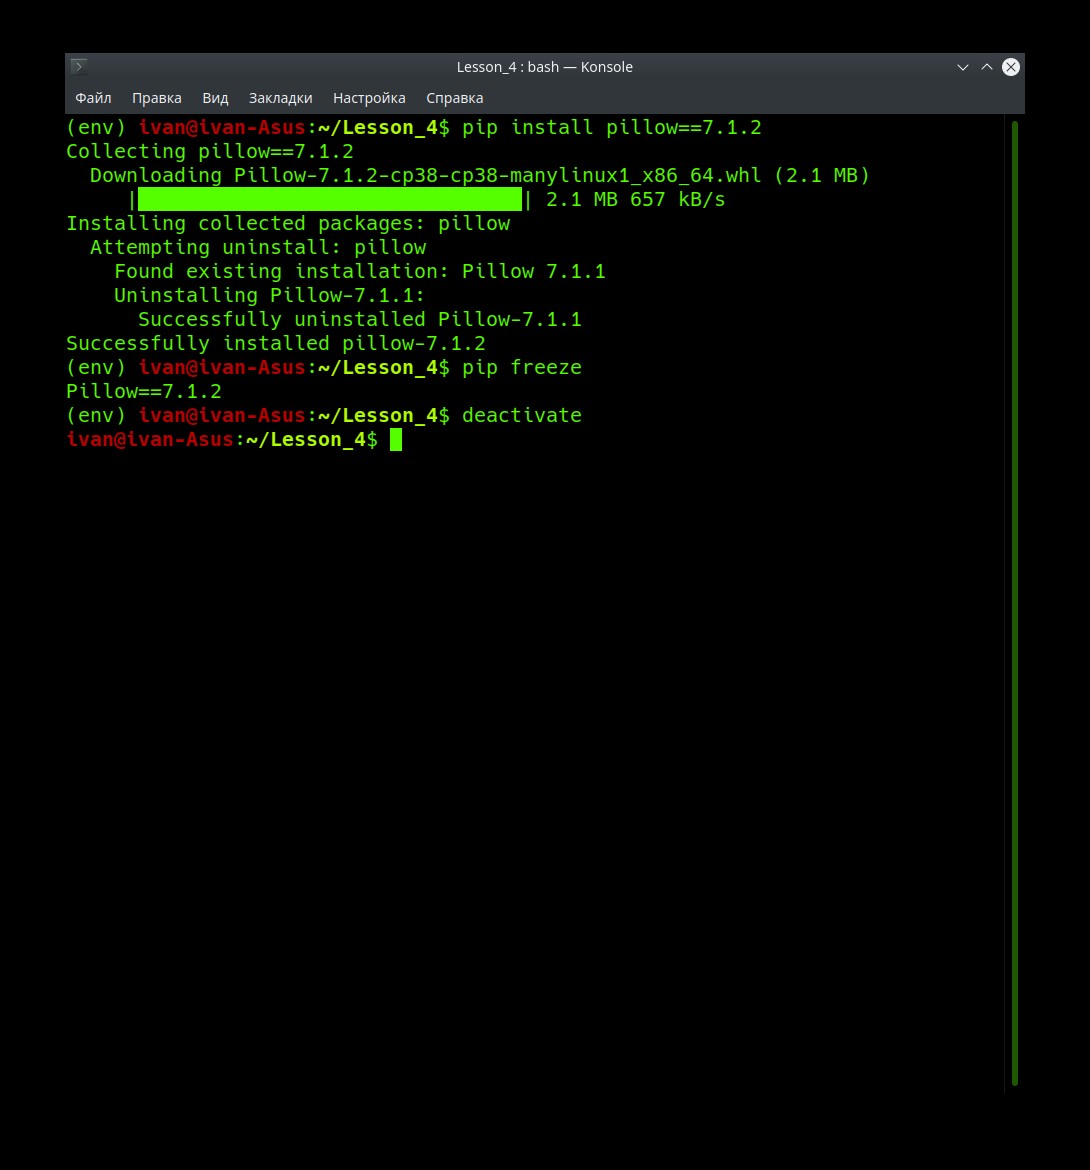 Lesson_4 : bash — Konsole
Файл Правка Вид Закладки Настройка Справка
(env) ivan@ivan-Asus:~/Lesson_4$ pip install pillow==7.1.2
Collecting pillow==7.1.2
  Downloading Pillow-7.1.2-cp38-cp38-manylinux1_x86_64.whl (2.1 MB)
     |████████████████████████████████| 2.1 MB 657 kB/s
Installing collected packages: pillow
  Attempting uninstall: pillow
    Found existing installation: Pillow 7.1.1
    Uninstalling Pillow-7.1.1:
      Successfully uninstalled Pillow-7.1.1
Successfully installed pillow-7.1.2
(env) ivan@ivan-Asus:~/Lesson_4$ pip freeze
Pillow==7.1.2
(env) ivan@ivan-Asus:~/Lesson_4$ deactivate
ivan@ivan-Asus:~/Lesson_4$